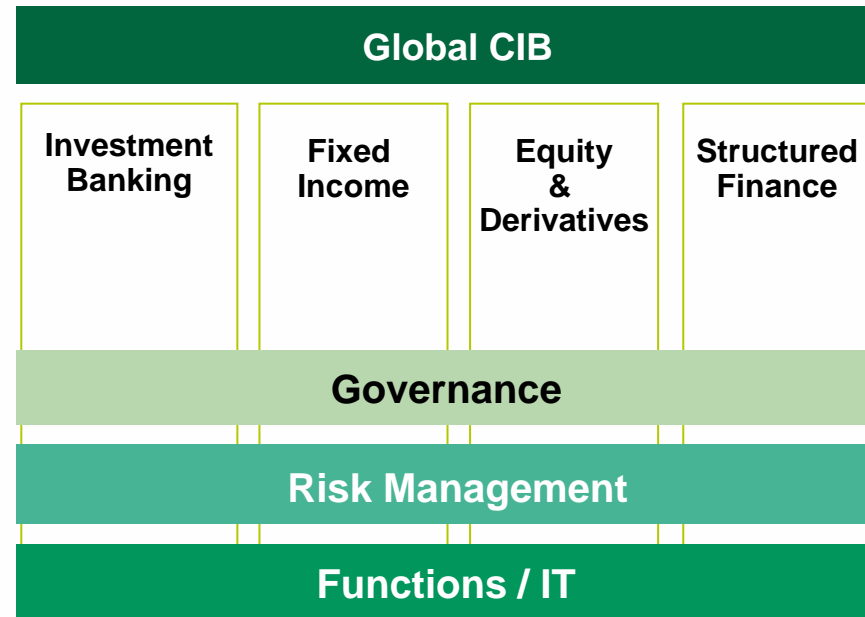 Global CIB
Investment
Banking
Fixed
Income
Equity
&
Derivatives
Structured
Finance
Governance
Risk Management
Functions / IT